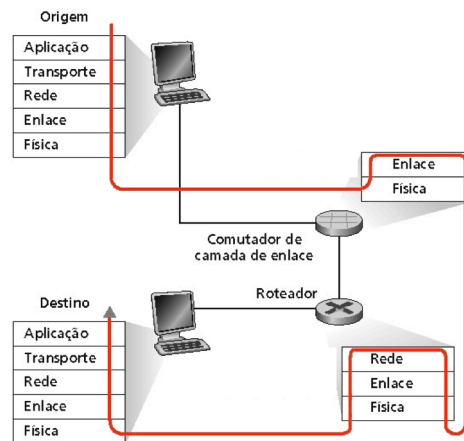 Origem
Aplicação
Transporte
Rede
Enlace
Física
Enlace
Física
Comutador de
camada de enlace
Roteador
Destino
Aplicação
Transporte
Rede
Enlace
Física
Rede
Enlace
Física